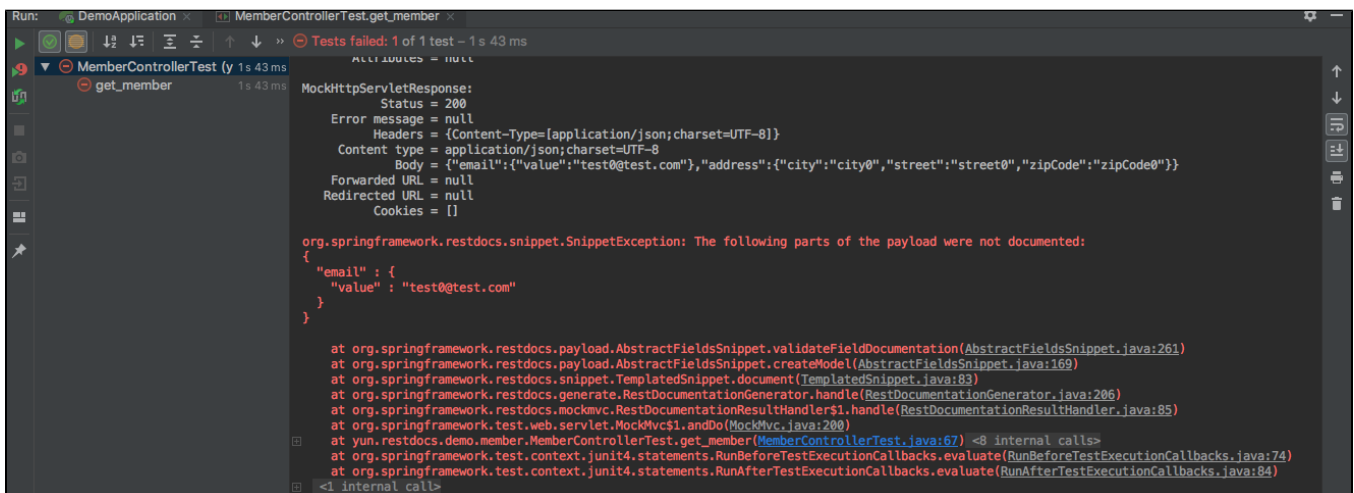 Run: DemoApplication × MemberControllerTest.get_member ×
» Tests failed: 1 of 1 test – 1 s 43 ms
MemberControllerTest (y 1 s 43 ms
get_member 1 s 43 ms
Attributes = null
MockHttpServletResponse:
Status = 200
Error message = null
Headers = {Content-Type=[application/json;charset=UTF-8]}
Content type = application/json;charset=UTF-8
Body = {"email":{"value":"test0@test.com"},"address":{"city":"city0","street":"street0","zipCode":"zipCode0"}}
Forwarded URL = null
Redirected URL = null
Cookies = []
org.springframework.restdocs.snippet.SnippetException: The following parts of the payload were not documented:
{
"email" : {
"value" : "test0@test.com"
}
}
at org.springframework.restdocs.payload.AbstractFieldsSnippet.validateFieldDocumentation(AbstractFieldsSnippet.java:261)
at org.springframework.restdocs.payload.AbstractFieldsSnippet.createModel(AbstractFieldsSnippet.java:169)
at org.springframework.restdocs.snippet.TemplatedSnippet.document(TemplatedSnippet.java:83)
at org.springframework.restdocs.generate.RestDocumentationGenerator.handle(RestDocumentationGenerator.java:206)
at org.springframework.restdocs.mockmvc.RestDocumentationResultHandler$1.handle(RestDocumentationResultHandler.java:85)
at org.springframework.test.web.servlet.MockMvc$1.andDo(MockMvc.java:200)
at yun.restdocs.demo.member.MemberControllerTest.get_member(MemberControllerTest.java:67) <8 internal calls>
at org.springframework.test.context.junit4.statements.RunBeforeTestExecutionCallbacks.evaluate(RunBeforeTestExecutionCallbacks.java:74)
at org.springframework.test.context.junit4.statements.RunAfterTestExecutionCallbacks.evaluate(RunAfterTestExecutionCallbacks.java:84)
<1 internal call>